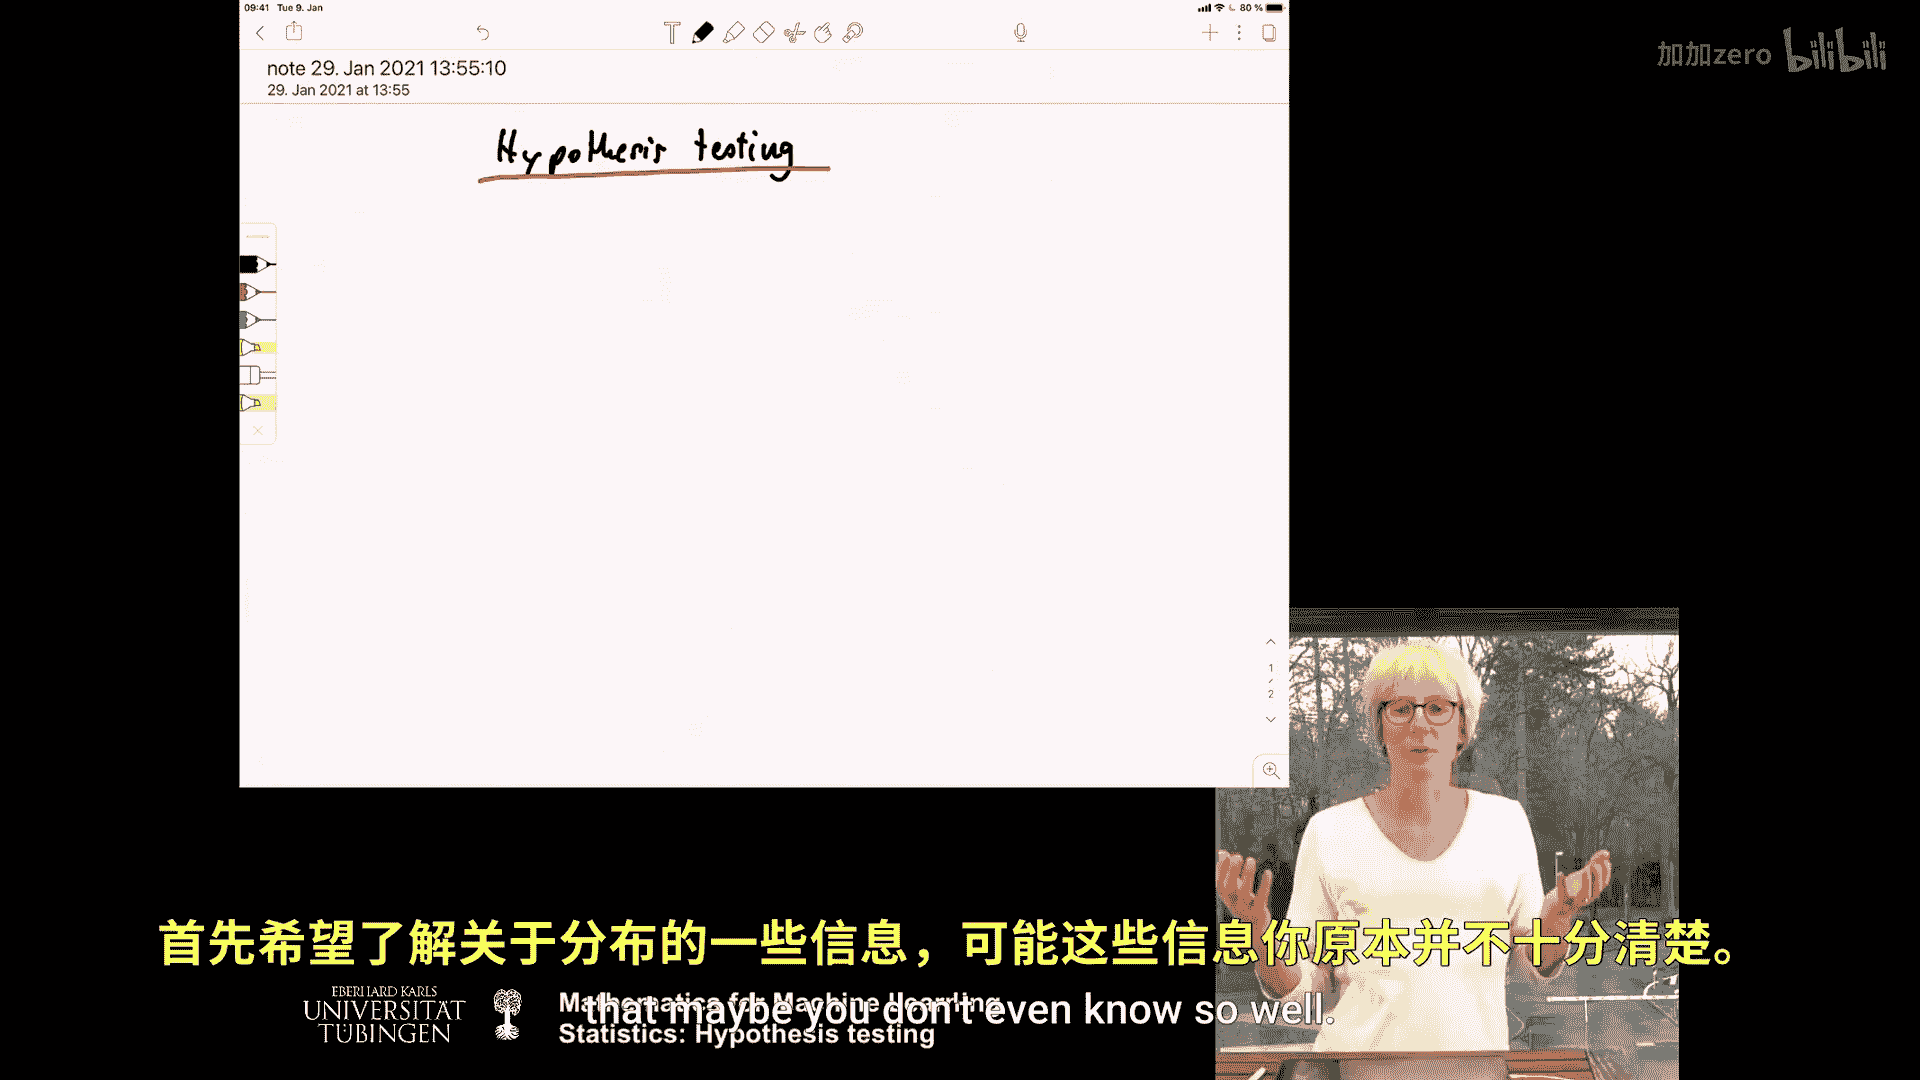 09:41 Tue 9. Jan
80 %
加加zero bilibili
note 29. Jan 2021 13:55:10
29. Jan 2021 at 13:55
Hypothesis testing
1
2
首先希望了解关于分布的一些信息，可能这些信息你原本并不十分清楚。
that maybe you don't even know so well.
EBERHARD KARLS
UNIVERSITÄT
TÜBINGEN
Mathematics for Machine Learning
Statistics: Hypothesis testing